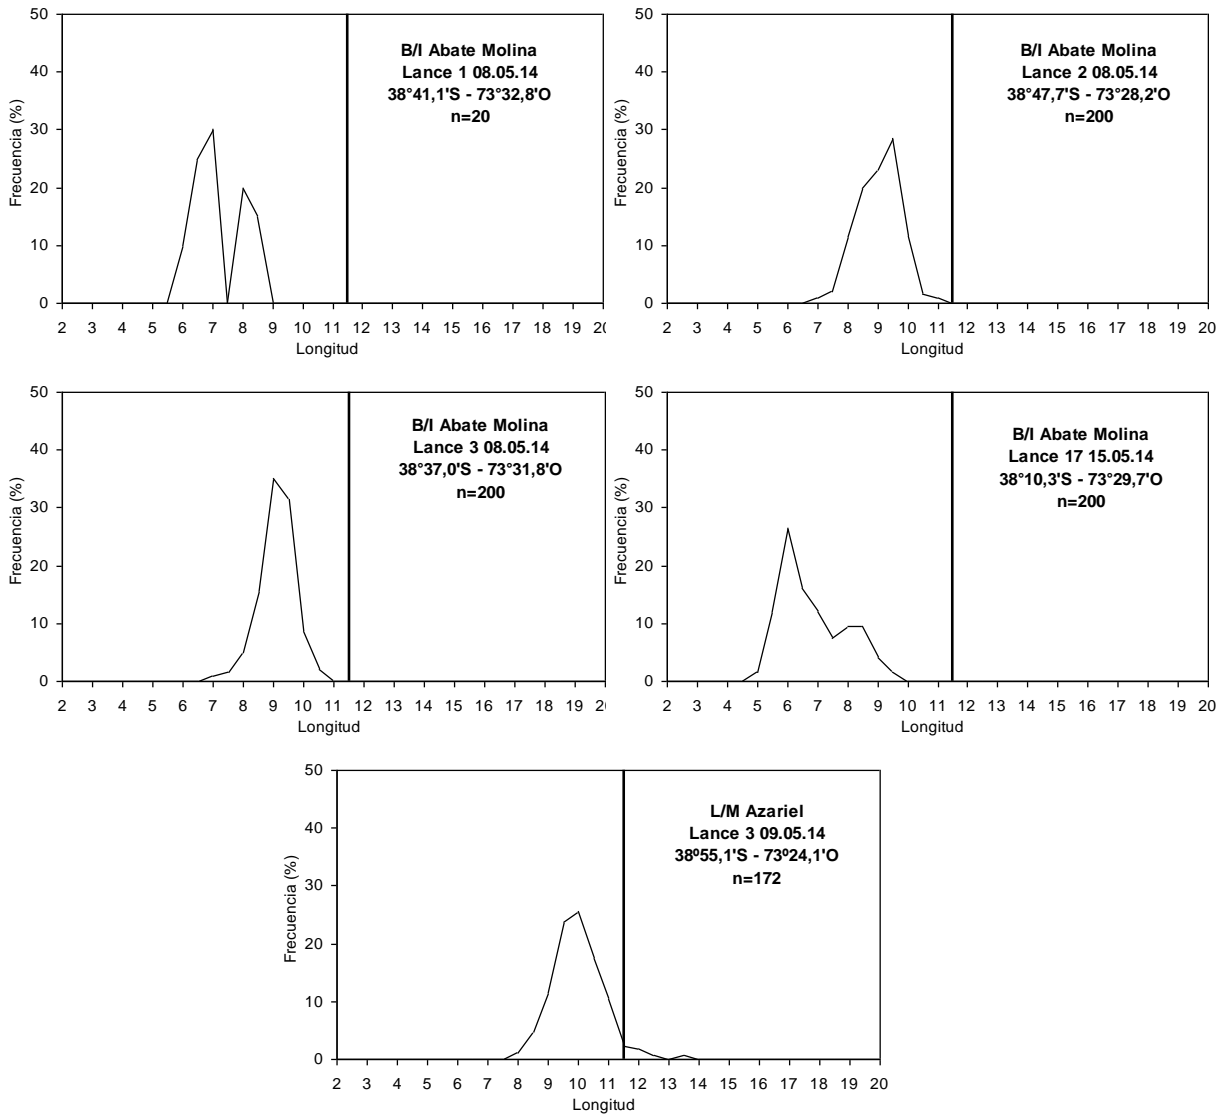 50
40
30
20
10
0
Frecuencia (%)
B/I Abate Molina
Lance 1 08.05.14
38°41,1'S - 73°32,8'O
n=20
2 3 4 5 6 7 8 9 10 11 12 13 14 15 16 17 18 19 20
Longitud
50
40
30
20
10
0
Frecuencia (%)
B/I Abate Molina
Lance 2 08.05.14
38°47,7'S - 73°28,2'O
n=200
2 3 4 5 6 7 8 9 10 11 12 13 14 15 16 17 18 19 20
Longitud
50
40
30
20
10
0
Frecuencia (%)
B/I Abate Molina
Lance 3 08.05.14
38°37,0'S - 73°31,8'O
n=200
2 3 4 5 6 7 8 9 10 11 12 13 14 15 16 17 18 19 2
Longitud
50
40
30
20
10
0
Frecuencia (%)
B/I Abate Molina
Lance 17 15.05.14
38°10,3'S - 73°29,7'O
n=200
2 3 4 5 6 7 8 9 10 11 12 13 14 15 16 17 18 19 20
Longitud
50
40
30
20
10
0
Frecuencia (%)
L/M Azariel
Lance 3 09.05.14
38º55,1'S - 73º24,1'O
n=172
2 3 4 5 6 7 8 9 10 11 12 13 14 15 16 17 18 19 20
Longitud